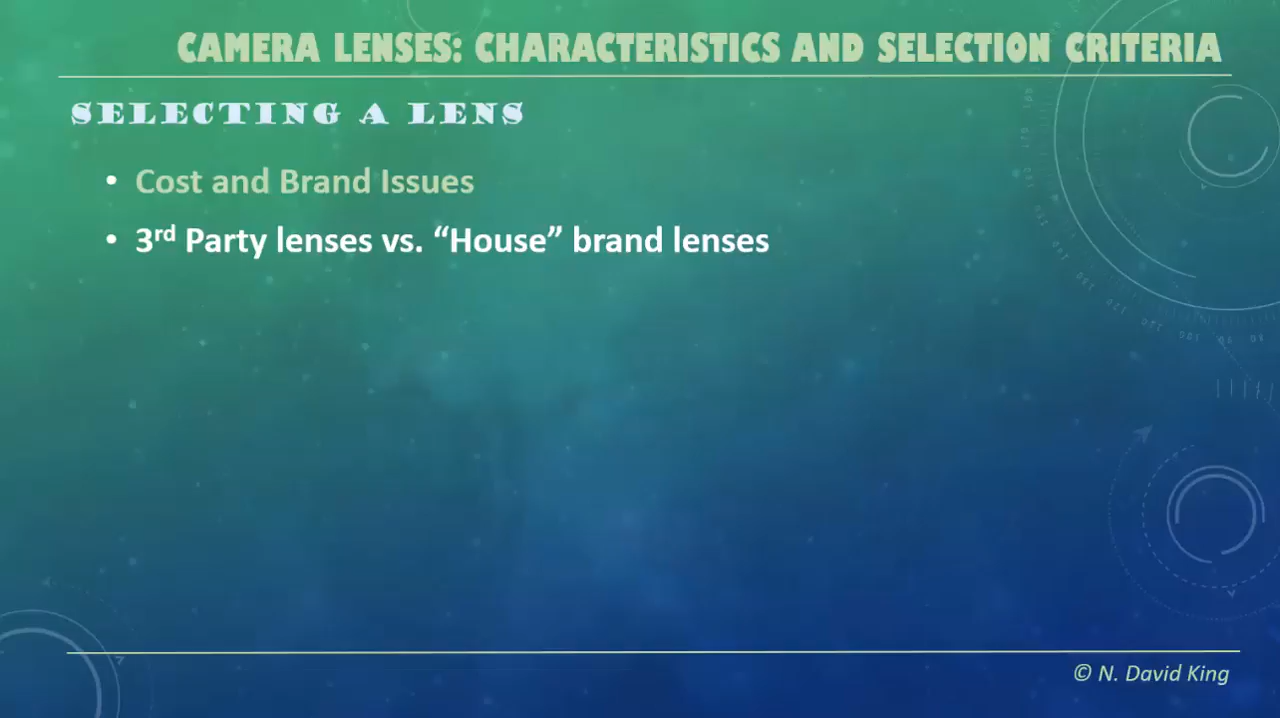 CAMERA LENSES: CHARACTERISTICS AND SELECTION CRITERIA
SELECTING A LENS
• Cost and Brand Issues
• 3rd Party lenses vs. “House” brand lenses
© N. David King